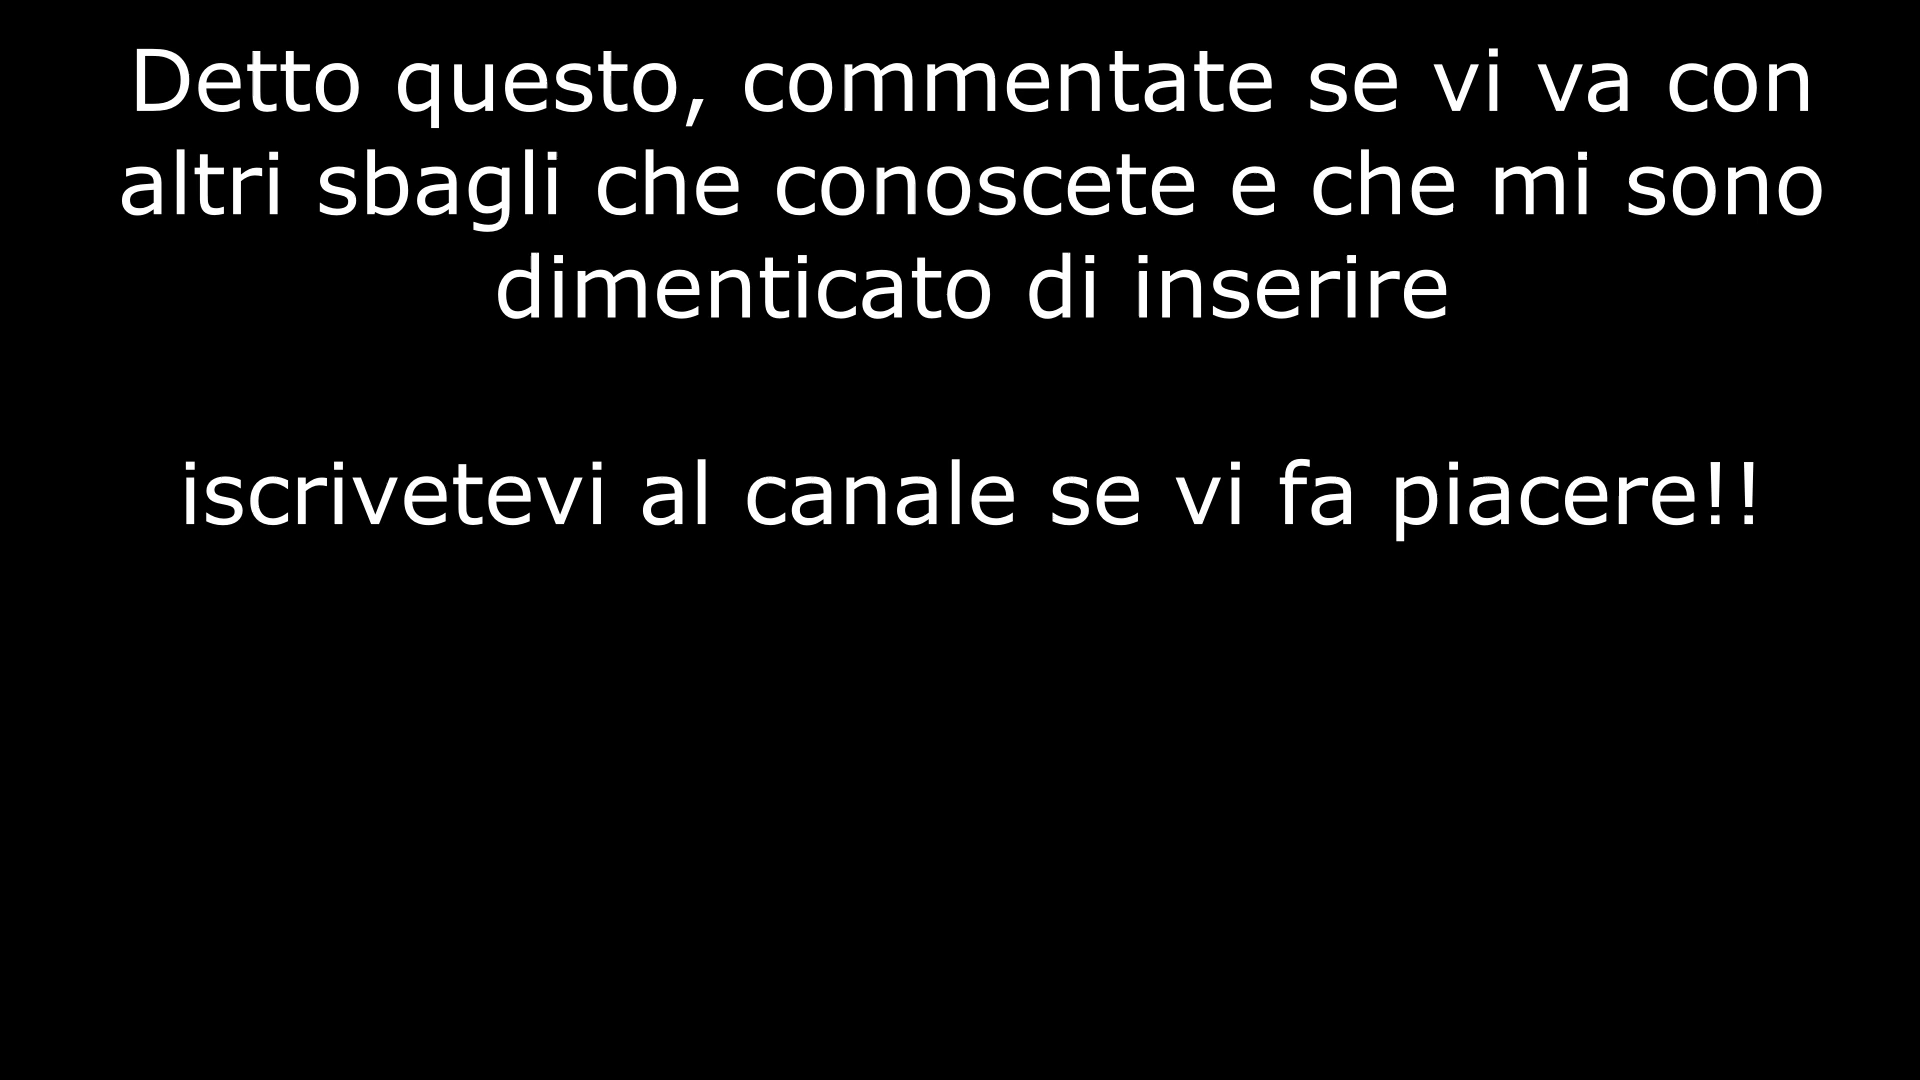 Detto questo, commentate se vi va con
altri sbagli che conoscete e che mi sono
dimenticato di inserire
iscrivetevi al canale se vi fa piacere!!